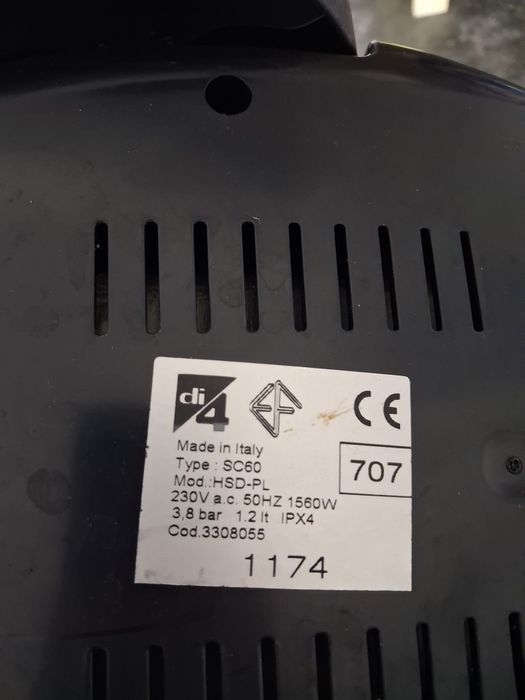 di
4
EF
CE
Made in Italy
Type : SC60
Mod.:HSD-PL
707
230V a.c. 50HZ 1560W
3,8 bar 1.2 lt IPX4
Cod.3308055
1174